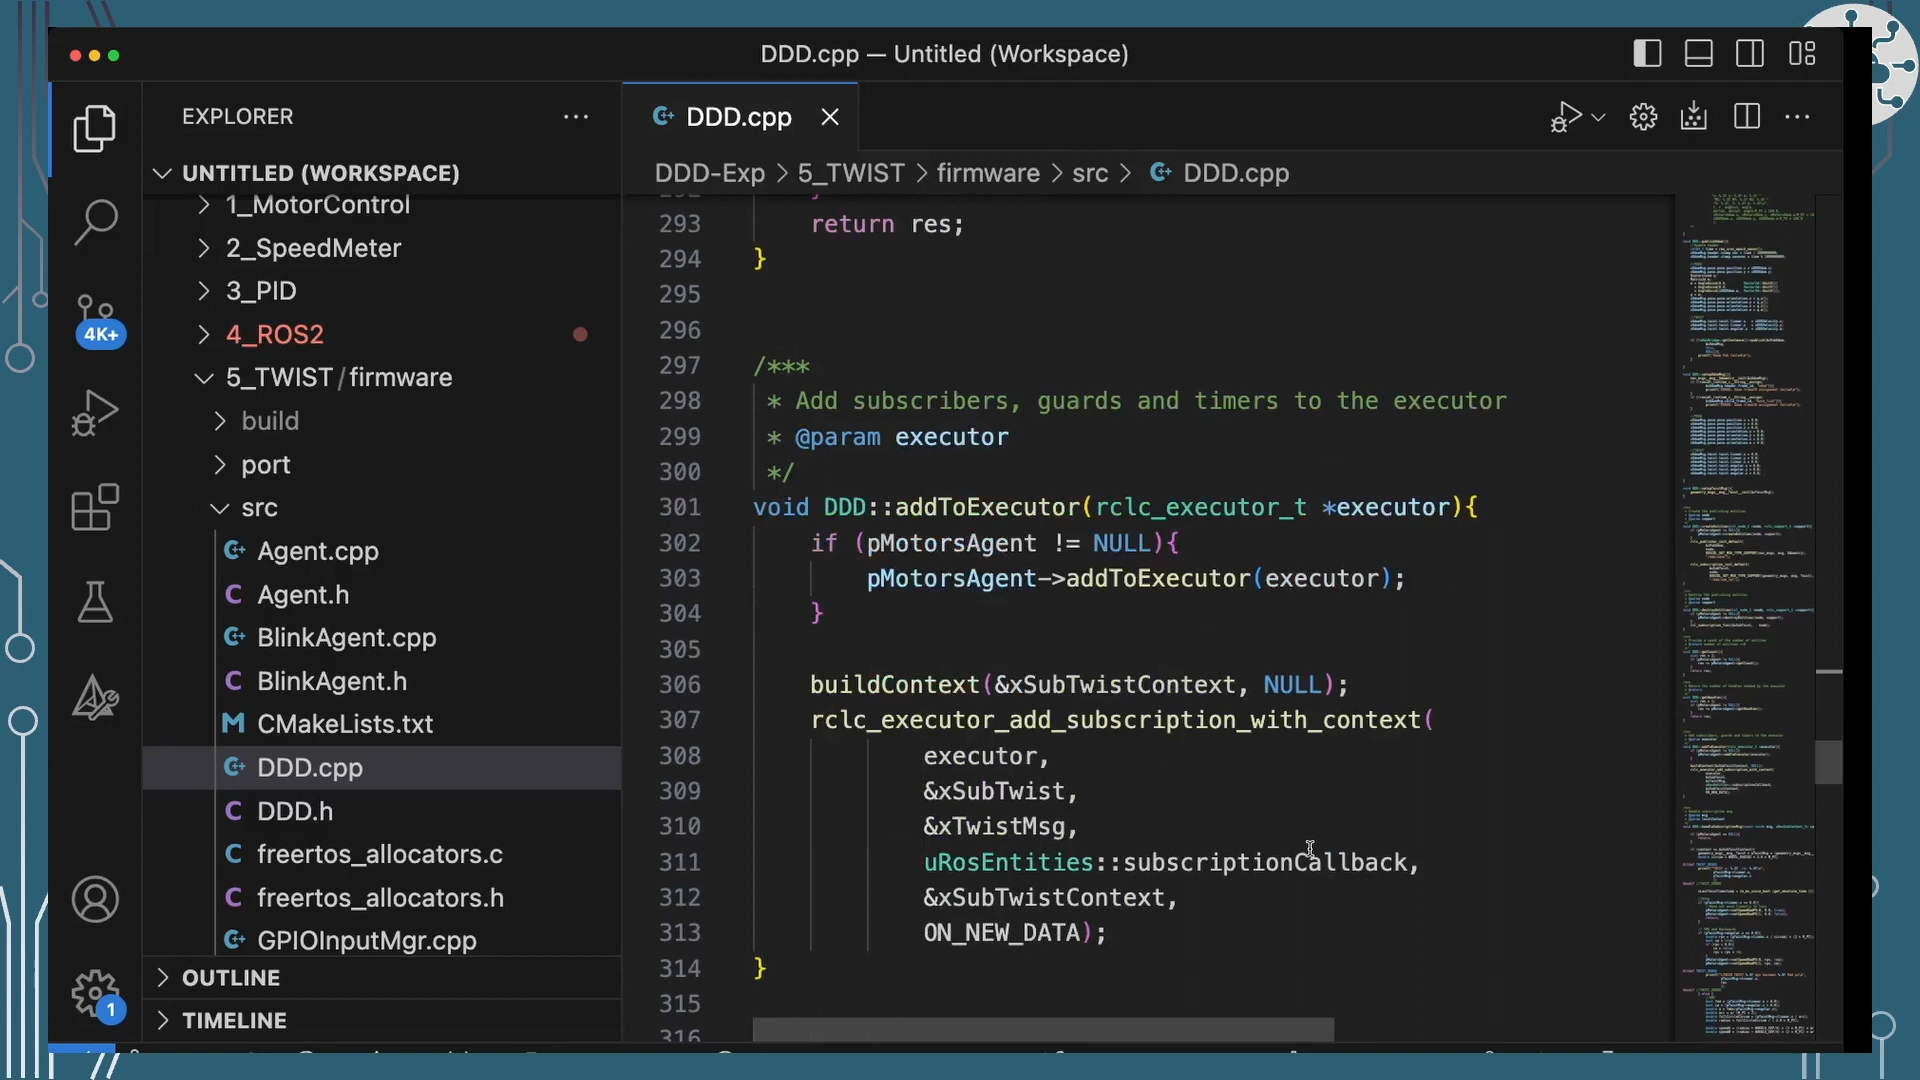 DDD.cpp — Untitled (Workspace)
EXPLORER
UNTITLED (WORKSPACE)
1_MotorControl
2_SpeedMeter
3_PID
4_ROS2
5_TWIST / firmware
build
port
src
Agent.cpp
Agent.h
BlinkAgent.cpp
BlinkAgent.h
CMakeLists.txt
DDD.cpp
DDD.h
freertos_allocators.c
freertos_allocators.h
GPIOInputMgr.cpp
OUTLINE
TIMELINE
4K+
1
DDD.cpp
DDD-Exp > 5_TWIST > firmware > src > DDD.cpp
293 return res;
294 }
295
296
297 /***
298 * Add subscribers, guards and timers to the executor
299 * @param executor
300 */
301 void DDD::addToExecutor(rclc_executor_t *executor){
302 if (pMotorsAgent != NULL){
303 pMotorsAgent->addToExecutor(executor);
304 }
305
306 buildContext(&xSubTwistContext, NULL);
307 rclc_executor_add_subscription_with_context(
308 executor,
309 &xSubTwist,
310 &xTwistMsg,
311 uRosEntities::subscriptionCallback,
312 &xSubTwistContext,
313 ON_NEW_DATA);
314 }
315
316